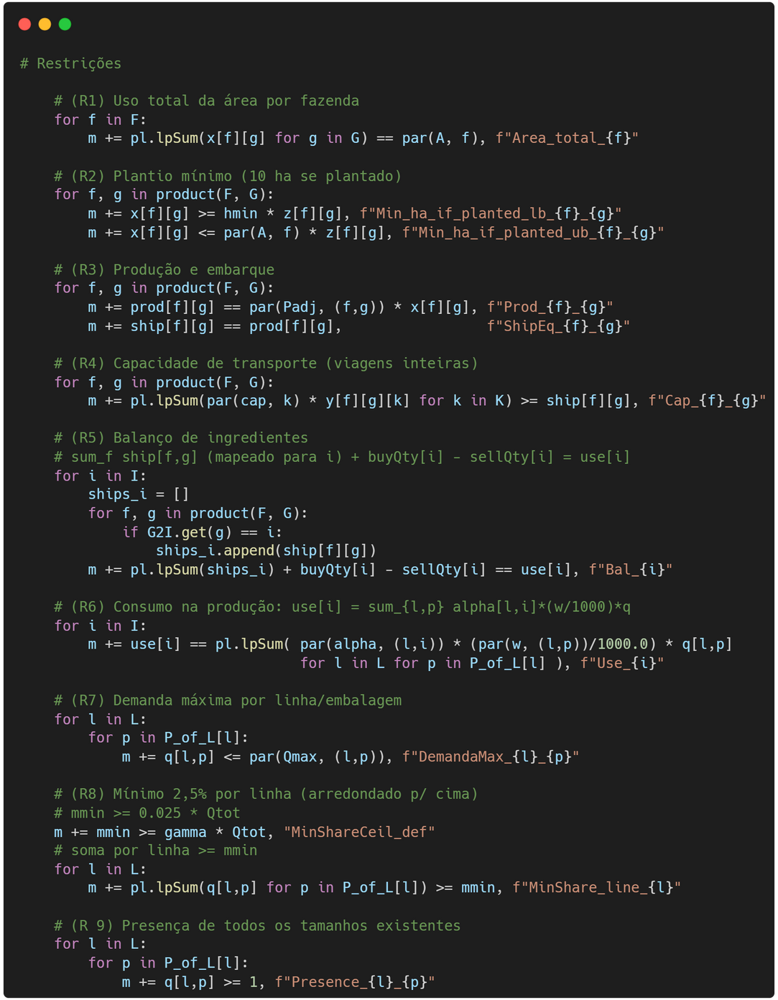 # Restrições
# (R1) Uso total da área por fazenda
for f in F:
m += pl.lpSum(x[f][g] for g in G) == par(A, f), f"Area_total_{f}"
# (R2) Plantio mínimo (10 ha se plantado)
for f, g in product(F, G):
m += x[f][g] >= hmin * z[f][g], f"Min_ha_if_planted_lb_{f}_{g}"
m += x[f][g] <= par(A, f) * z[f][g], f"Min_ha_if_planted_ub_{f}_{g}"
# (R3) Produção e embarque
for f, g in product(F, G):
m += prod[f][g] == par(Padj, (f,g)) * x[f][g], f"Prod_{f}_{g}"
m += ship[f][g] == prod[f][g],                 f"ShipEq_{f}_{g}"
# (R4) Capacidade de transporte (viagens inteiras)
for f, g in product(F, G):
m += pl.lpSum(par(cap, k) * y[f][g][k] for k in K) >= ship[f][g], f"Cap_{f}_{g}"
# (R5) Balanço de ingredientes
# sum_f ship[f,g] (mapeado para i) + buyQty[i] - sellQty[i] = use[i]
for i in I:
ships_i = []
for f, g in product(F, G):
if G2I.get(g) == i:
ships_i.append(ship[f][g])
m += pl.lpSum(ships_i) + buyQty[i] - sellQty[i] == use[i], f"Bal_{i}"
# (R6) Consumo na produção: use[i] = sum_{l,p} alpha[l,i]*(w/1000)*q
for i in I:
m += use[i] == pl.lpSum( par(alpha, (l,i)) * (par(w, (l,p))/1000.0) * q[l,p]
for l in L for p in P_of_L[l] ), f"Use_{i}"
# (R7) Demanda máxima por linha/embalagem
for l in L:
for p in P_of_L[l]:
m += q[l,p] <= par(Qmax, (l,p)), f"DemandaMax_{l}_{p}"
# (R8) Mínimo 2,5% por linha (arredondado p/ cima)
# mmin >= 0.025 * Qtot
m += mmin >= gamma * Qtot, "MinShareCeil_def"
# soma por linha >= mmin
for l in L:
m += pl.lpSum(q[l,p] for p in P_of_L[l]) >= mmin, f"MinShare_line_{l}"
# (R 9) Presença de todos os tamanhos existentes
for l in L:
for p in P_of_L[l]:
m += q[l,p] >= 1, f"Presence_{l}_{p}"